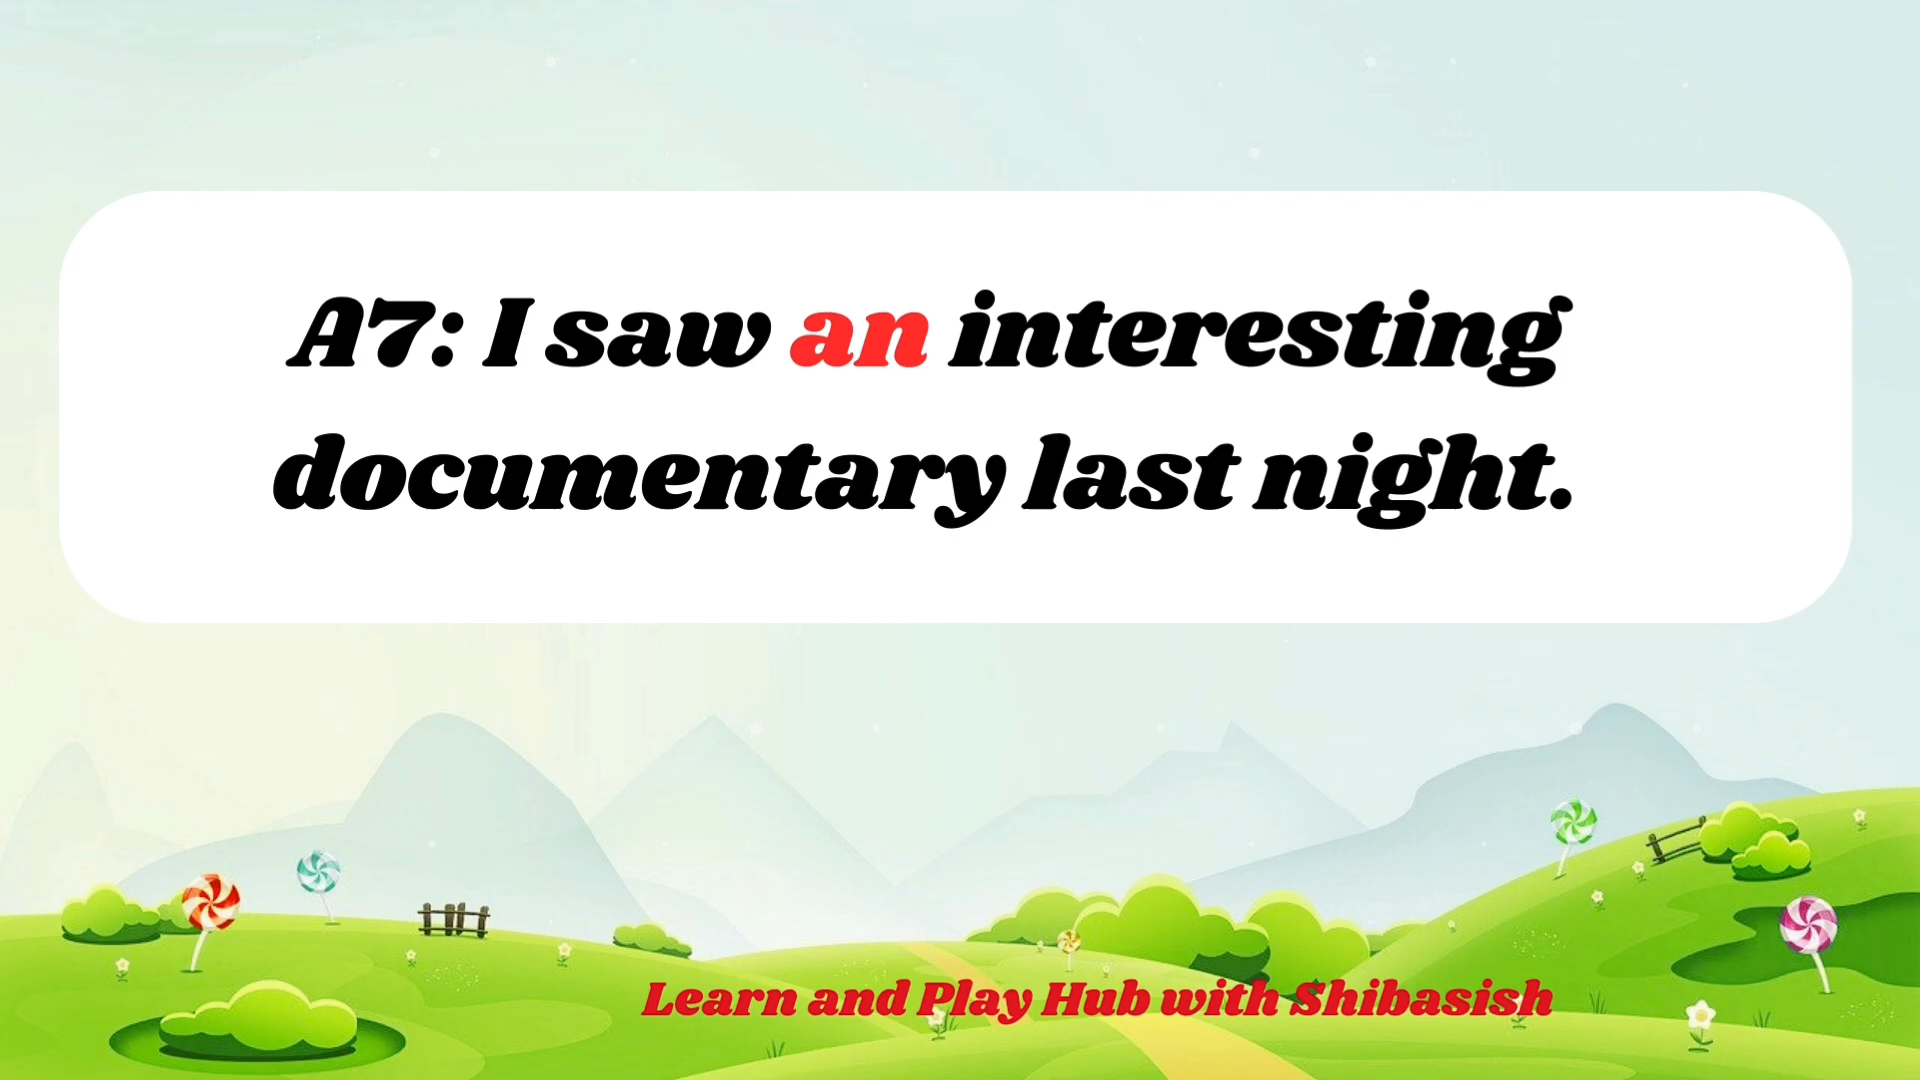 A7: I saw an interesting
documentary last night.
Learn and Play Hub with Shibasish